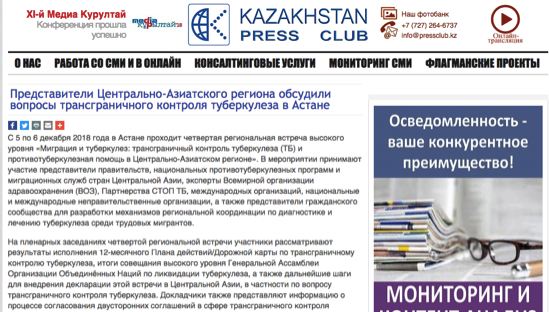 XI-й Медиа Курултай
Конференция прошла
успешно
KAZAKHSTAN
PRESS CLUB
Наш фотобанк
+7 (727) 264-6737
info@pressclub.kz
Онлайн-
трансляция
О НАС
РАБОТА СО СМИ И В ОНЛАЙН
КОНСАЛТИНГОВЫЕ УСЛУГИ
МОНИТОРИНГ СМИ
ФЛАГМАНСКИЕ ПРОЕКТЫ
Представители Центрально-Азиатского региона обсудили
вопросы трансграничного контроля туберкулеза в Астане
С 5 по 6 декабря 2018 года в Астане проходит четвертая региональная встреча высокого
уровня «Миграция и туберкулез: трансграничный контроль туберкулеза (ТБ) и
противотуберкулезная помощь в Центрально-Азиатском регионе». В мероприятии принимают
участие представители правительств, национальных противотуберкулезных программ и
миграционных служб стран Центральной Азии, эксперты Всемирной организации
здравоохранения (ВОЗ), Партнерства СТОП ТБ, международных организаций, национальные
и международные неправительственные организации, а также представители гражданского
сообщества для разработки механизмов региональной координации по диагностике и
лечению туберкулеза среди трудовых мигрантов.
На пленарных заседаниях четвертой региональной встречи участники рассматривают
результаты исполнения 12-месячного Плана действий/Дорожной карты по трансграничному
контролю туберкулеза, итоги совещания высокого уровня Генеральной Ассамблеи
Организации Объединённых Наций по ликвидации туберкулеза, а также дальнейшие шаги
для внедрения декларации этой встречи в Центральной Азии, в частности по вопросу
трансграничного контроля туберкулеза. Докладчики также представляют информацию о
процессе согласования двусторонних соглашений в сфере трансграничного контроля
Осведомленность -
ваше конкурентное
преимущество!
МОНИТОРИНГ И